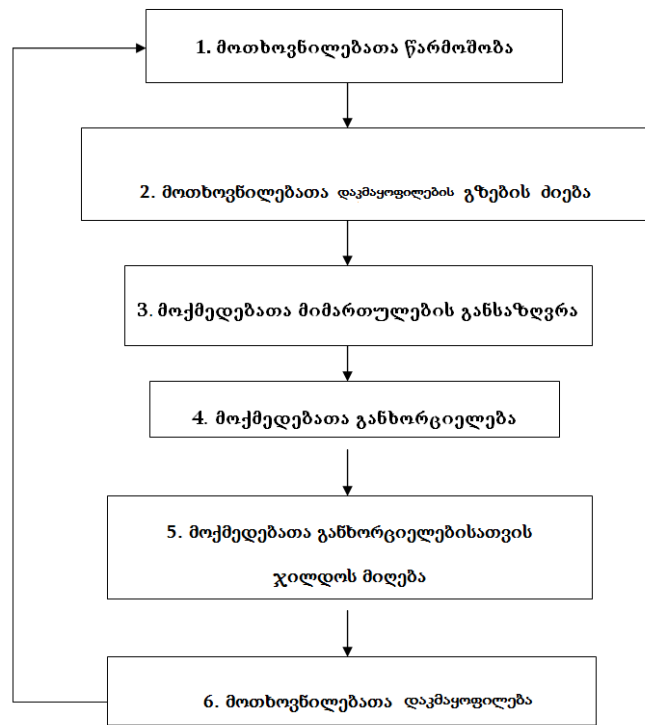 1. მოთხოვნილებათა წარმოშობა
2. მოთხოვნილებათა დაკმაყოფილების გზების ძიება
3. მოქმედებათა მიმართულების განსაზღვრა
4. მოქმედებათა განხორციელება
5. მოქმედებათა განხორციელებისათვის
ჯილდოს მიღება
6. მოთხოვნილებათა დაკმაყოფილება